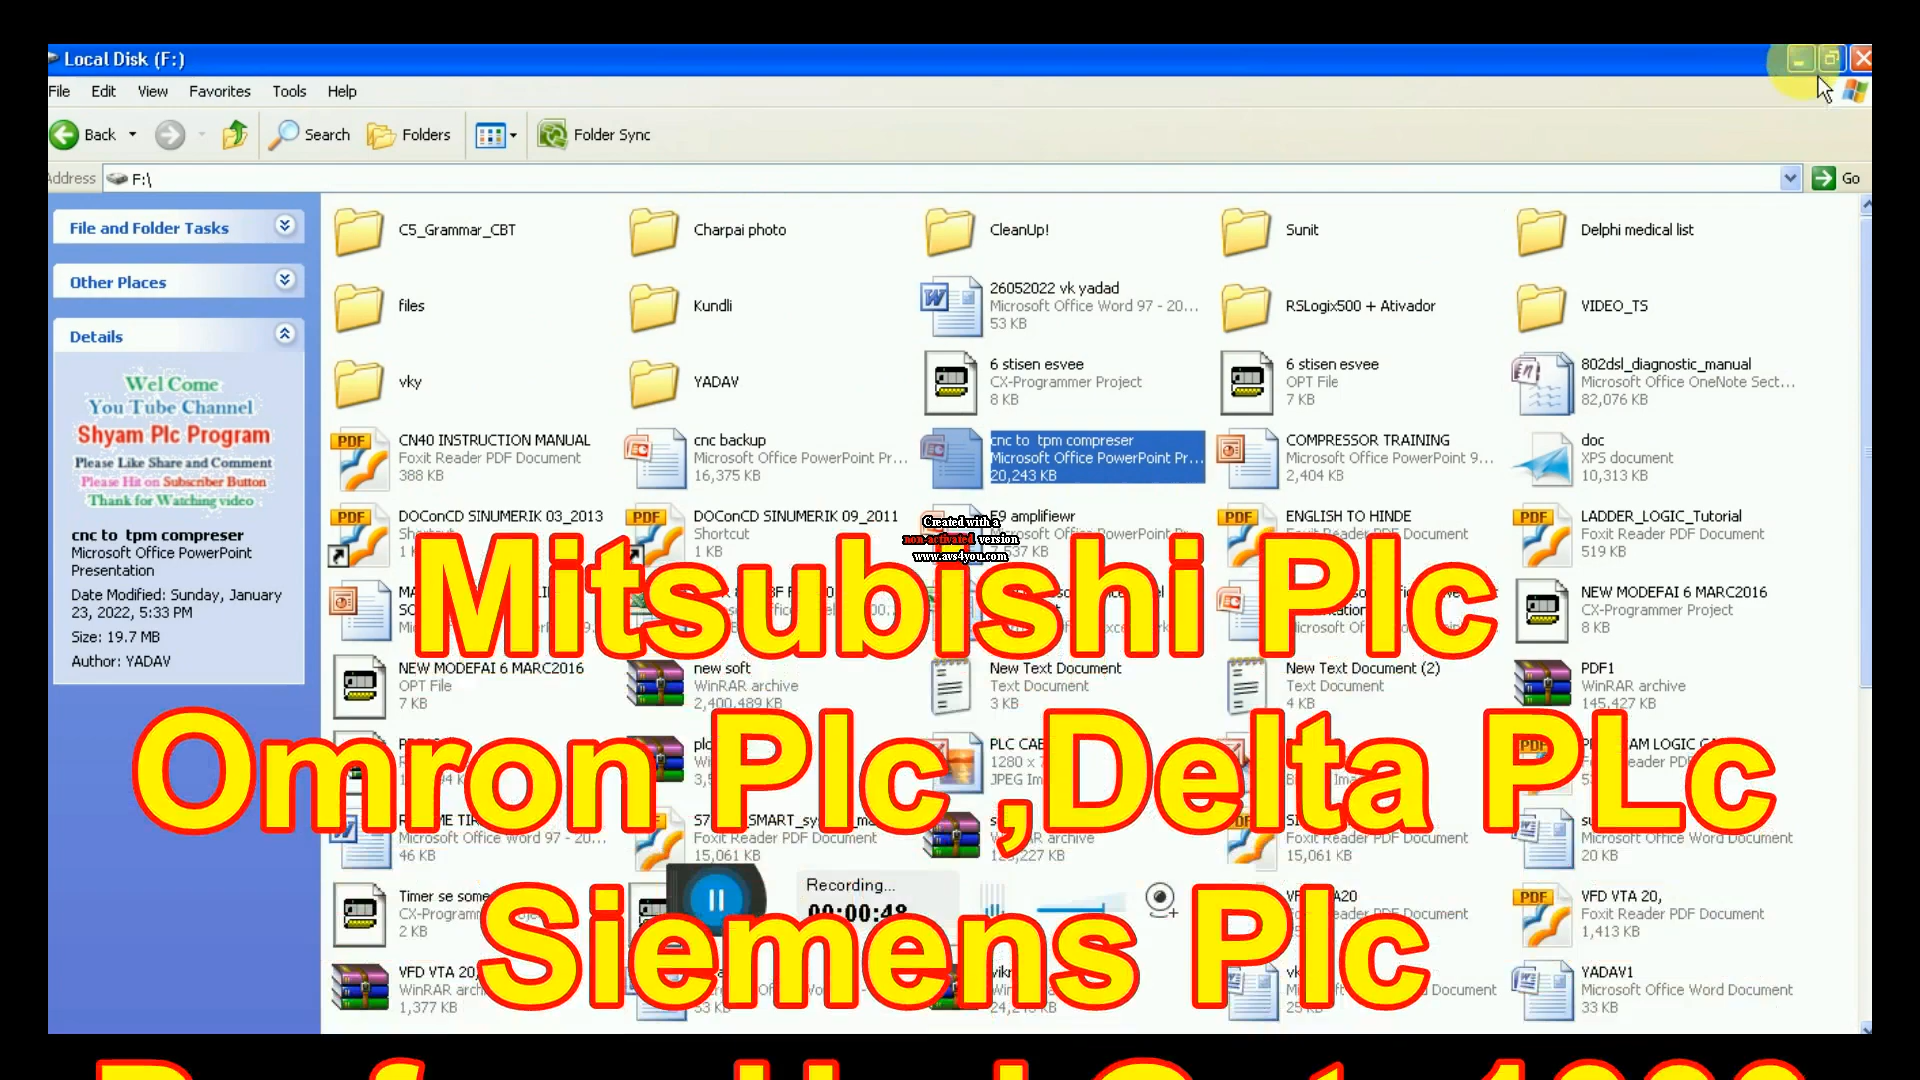 Local Disk (F:)
File Edit View Favorites Tools Help
Back Search Folders Folder Sync
Address F:\ Go
File and Folder Tasks
Other Places
Details
Wel Come
You Tube Channel
Shyam Plc Program
Please Like Share and Comment
Please Hit on Subscriber Button
Thank for Watching video
cnc to tpm compreser
Microsoft Office PowerPoint
Presentation
Date Modified: Sunday, January
23, 2022, 5:33 PM
Size: 19.7 MB
Author: YADAV
C5_Grammar_CBT
Charpai photo
CleanUp!
Sunit
Delphi medical list
files
Kundli
26052022 vk yadad
Microsoft Office Word 97 - 20...
53 KB
RSLogix500 + Ativador
VIDEO_TS
vky
YADAV
6 stisen esvee
CX-Programmer Project
8 KB
6 stisen esvee
OPT File
7 KB
802dsl_diagnostic_manual
Microsoft Office OneNote Sect...
82,076 KB
CN40 INSTRUCTION MANUAL
Foxit Reader PDF Document
388 KB
cnc backup
Microsoft Office PowerPoint Pr...
16,375 KB
cnc to tpm compreser
Microsoft Office PowerPoint Pr...
20,243 KB
COMPRESSOR TRAINING
Microsoft Office PowerPoint 9...
2,404 KB
doc
XPS document
10,313 KB
DOConCD SINUMERIK 03_2013
Shortcut
DOConCD SINUMERIK 09_2011
Shortcut
1 KB
E9 amplifiewr
ENGLISH TO HINDE
Foxit Reader PDF Document
LADDER_LOGIC_Tutorial
Foxit Reader PDF Document
519 KB
Created with a
non-activated version
www.avs4you.com
Mitsubishi Plc
NEW MODEFAI 6 MARC2016
CX-Programmer Project
8 KB
NEW MODEFAI 6 MARC2016
OPT File
7 KB
new soft
WinRAR archive
2,400,489 KB
New Text Document
Text Document
3 KB
New Text Document (2)
Text Document
4 KB
PDF1
WinRAR archive
145,427 KB
Omron Plc ,Delta PLc
Microsoft Office Word 97 - 20...
46 KB
Foxit Reader PDF Document
15,061 KB
Foxit Reader PDF Document
15,061 KB
Microsoft Office Word Document
20 KB
Recording...
00:00:48
Timer se some
2 KB
VFD VTA 20,
Foxit Reader PDF Document
1,413 KB
Siemens Plc
VFD VTA 20,
1,377 KB
YADAV1
Microsoft Office Word Document
33 KB